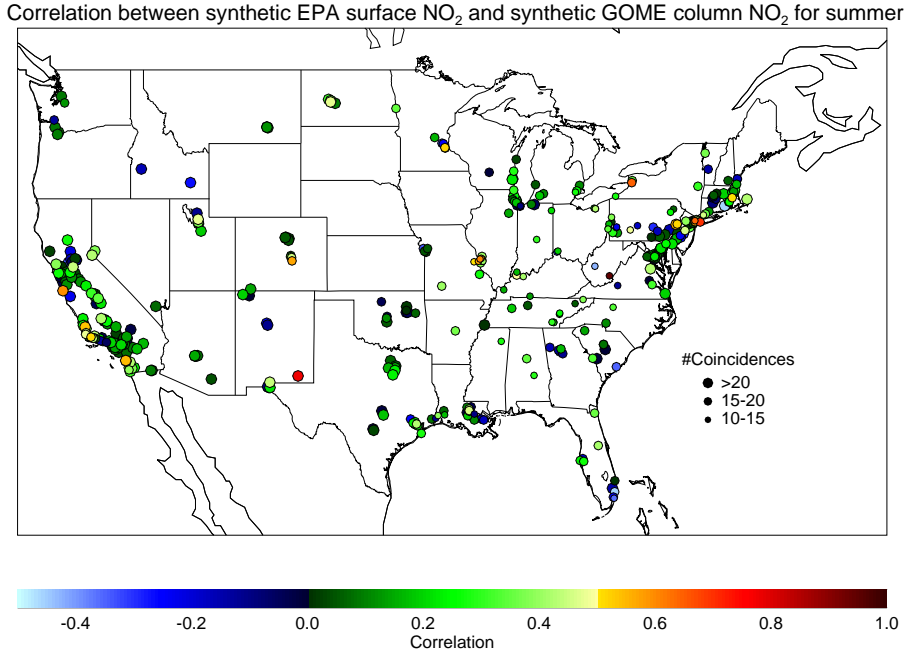 Correlation between synthetic EPA surface NO₂ and synthetic GOME column NO₂ for summer
#Coincidences
>20
15-20
10-15
-0.4 -0.2 0.0 0.2 0.4 0.6 0.8 1.0
Correlation